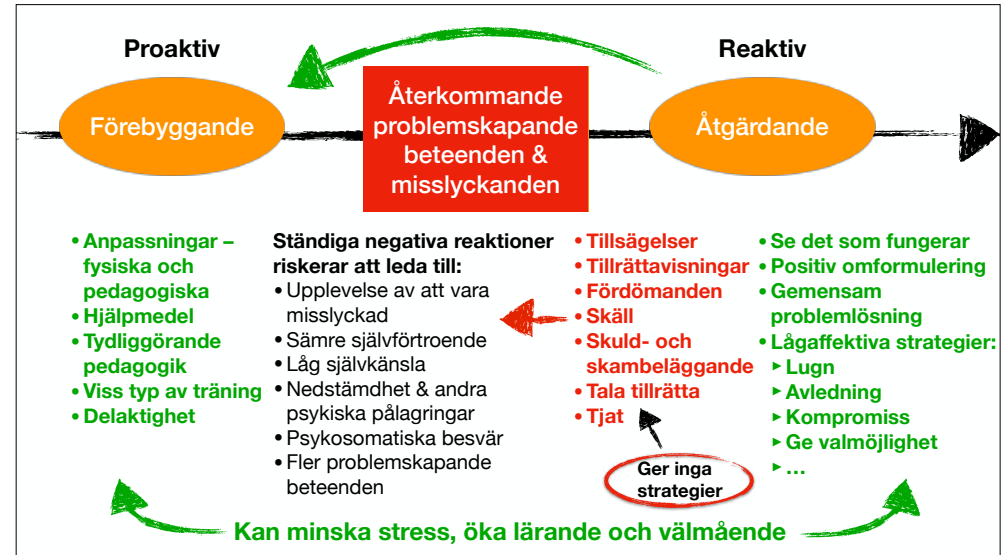 Proaktiv
Reaktiv
Förebyggande
Återkommande
problemskapande
beteenden &
misslyckanden
Åtgärdande
• Anpassningar –
fysiska och
pedagogiska
• Hjälpmedel
• Tydliggörande
pedagogik
• Viss typ av träning
• Delaktighet
Ständiga negativa reaktioner
riskerar att leda till:
• Upplevelse av att vara
misslyckad
• Sämre självförtroende
• Låg självkänsla
• Nedstämdhet & andra
psykiska pålagringar
• Psykosomatiska besvär
• Fler problemskapande
beteenden
• Tillsägelser
• Tillrättavisningar
• Fördömanden
• Skäll
• Skuld- och
skambeläggande
• Tala tillrätta
• Tjat
Ger inga
strategier
• Se det som fungerar
• Positiv omformulering
• Gemensam
problemlösning
• Lågaffektiva strategier:
‣ Lugn
‣ Avledning
‣ Kompromiss
‣ Ge valmöjlighet
‣ …
Kan minska stress, öka lärande och välmående